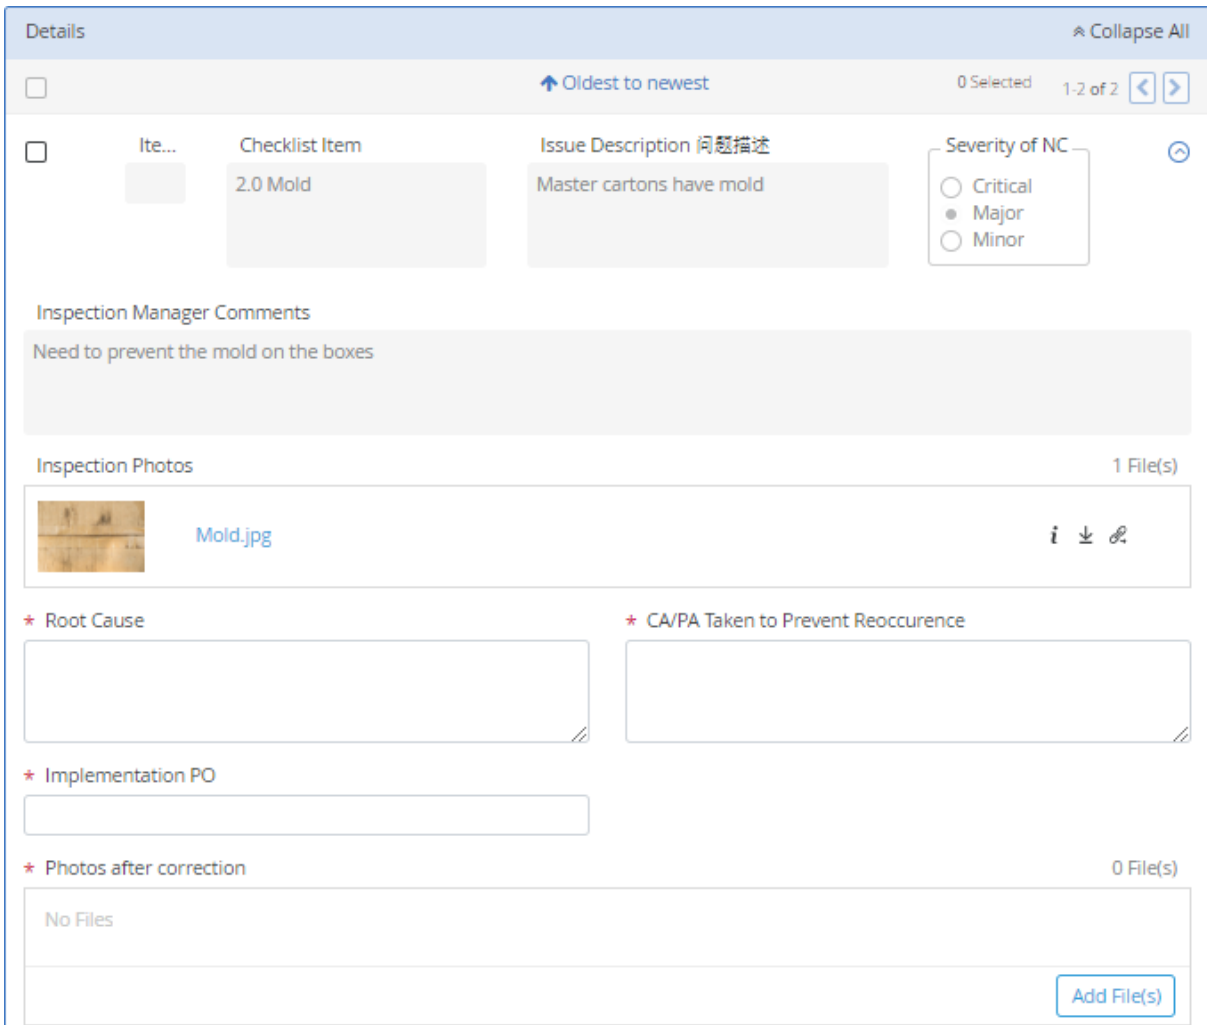 Details
Collapse All
Oldest to newest
0 Selected
1-2 of 2
Ite...
Checklist Item
Issue Description 问题描述
Severity of NC
2.0 Mold
Master cartons have mold
Critical
Major
Minor
Inspection Manager Comments
Need to prevent the mold on the boxes
Inspection Photos
1 File(s)
Mold.jpg
i
* Root Cause
* CA/PA Taken to Prevent Reoccurence
* Implementation PO
* Photos after correction
0 File(s)
No Files
Add File(s)